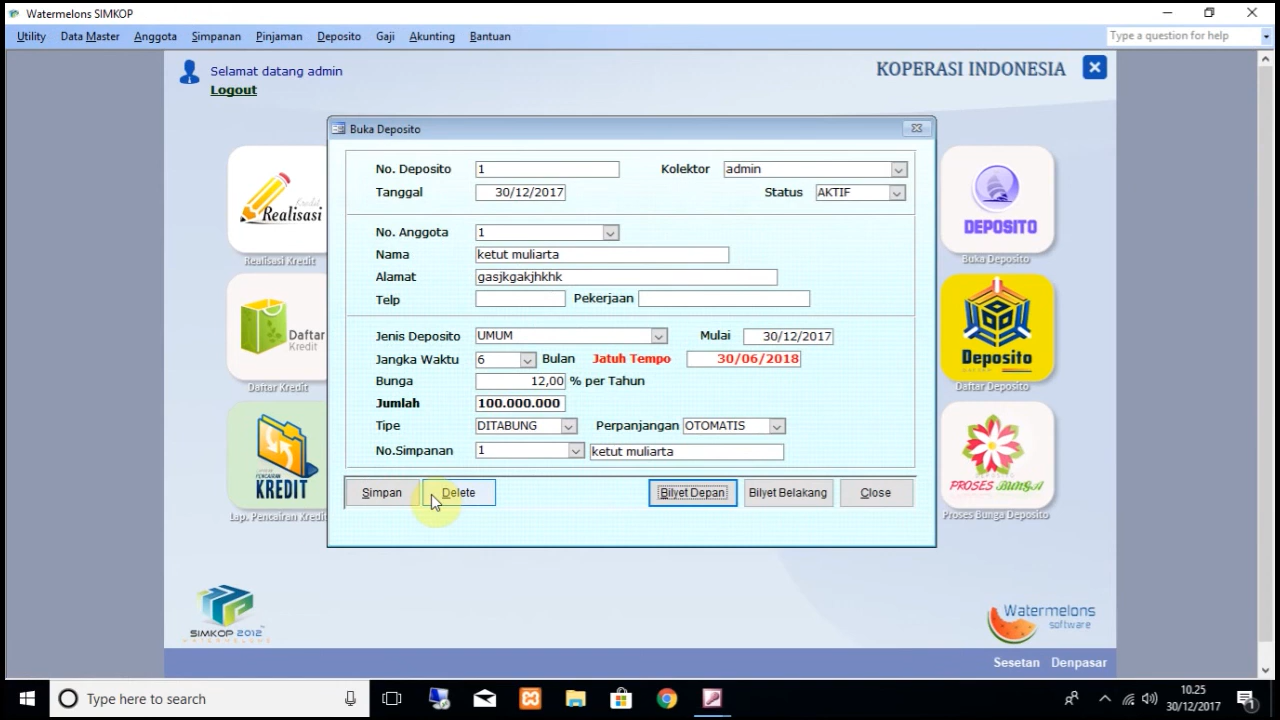 Watermelons SIMKOP
Utility Data Master Anggota Simpanan Pinjaman Deposito Gaji Akunting Bantuan Type a question for help
Selamat datang admin
Logout
KOPERASI INDONESIA
Realisasi
Realisasi Kredit
Daftar
Kredit
Daftar Kredit
KREDIT
Lap. Pencairan Kredit
Buka Deposito
No. Deposito 1 Kolektor admin
Tanggal 30/12/2017 Status AKTIF
No. Anggota 1
Nama ketut muliarta
Alamat gasjkgakjhkhk
Telp Pekerjaan
Jenis Deposito UMUM Mulai 30/12/2017
Jangka Waktu 6 Bulan Jatuh Tempo 30/06/2018
Bunga 12,00 % per Tahun
Jumlah 100.000.000
Tipe DITABUNG Perpanjangan OTOMATIS
No.Simpanan 1 ketut muliarta
Simpan Delete Bilyet Depan Bilyet Belakang Close
DEPOSITO
Buka Deposito
Deposito
Daftar Deposito
PROSES BUNGA
Proses Bunga Deposito
SIMKOP 2012
Watermelons
software
Sesetan Denpasar
Type here to search
10.25
30/12/2017
1